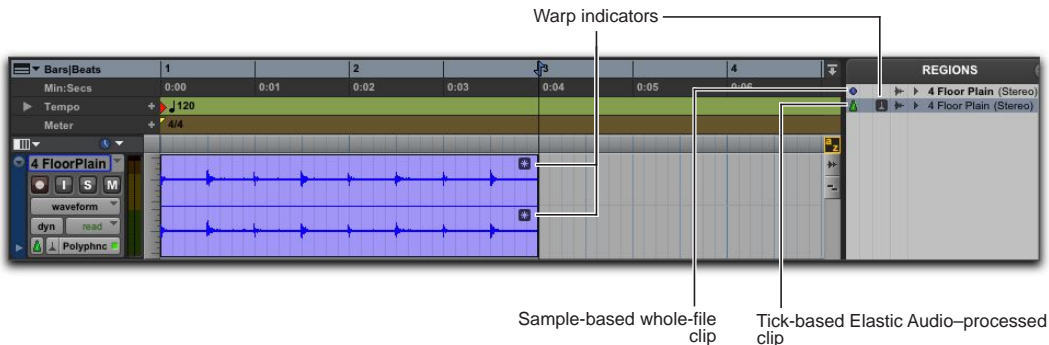 Warp indicators
Bars|Beats 1 2 3 4 REGIONS
Min:Secs 0:00 0:01 0:02 0:03 0:04 0:05 0:06
4 Floor Plain (Stereo)
Tempo + 120
4 Floor Plain (Stereo)
Meter + 4/4
a z
4 FloorPlain
I S M
waveform
dyn read
Polyphnc
Sample-based whole-file
clip
Tick-based Elastic Audio–processed
clip